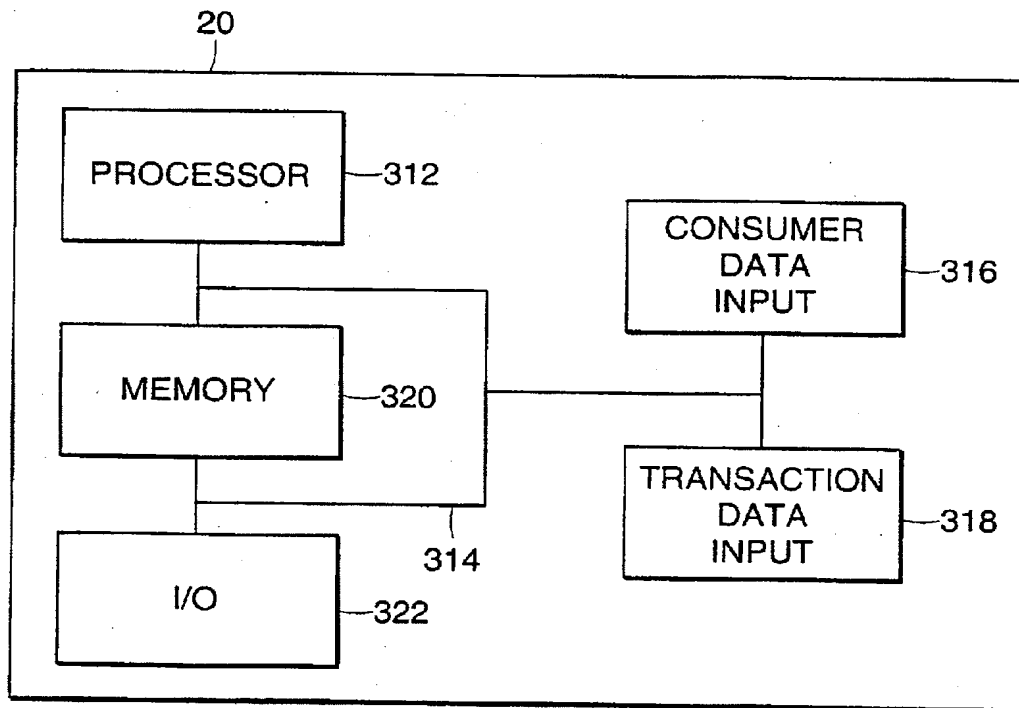 20
PROCESSOR
312
CONSUMER
DATA
INPUT
316
MEMORY
320
TRANSACTION
DATA
INPUT
318
314
I/O
322